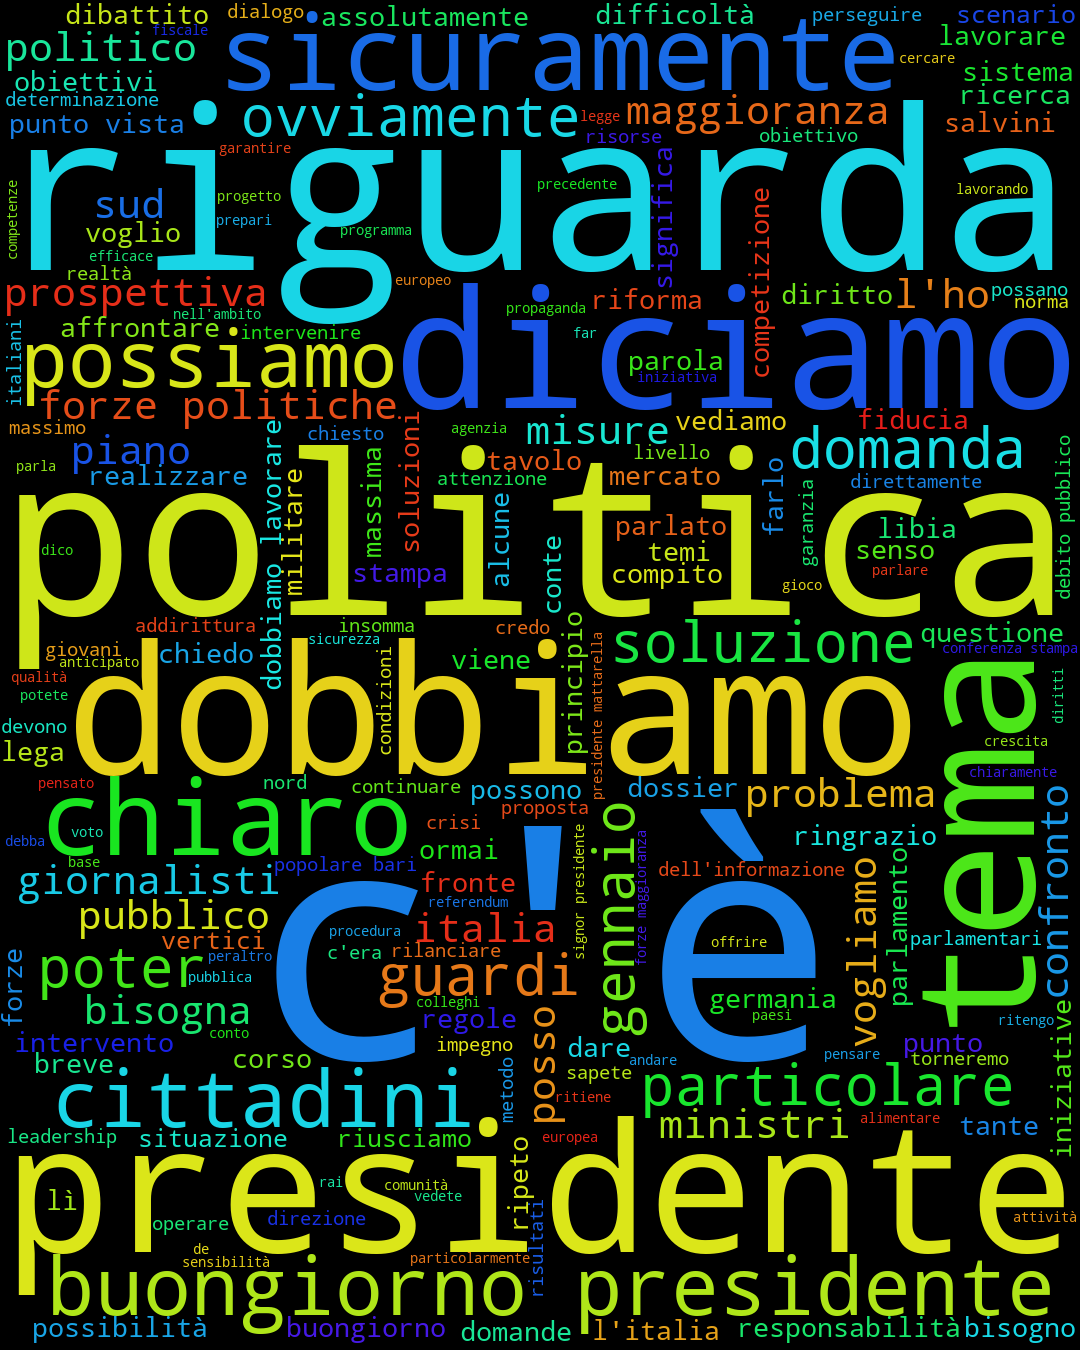 dibattito
dialogo
assolutamente
difficoltà
perseguire
scenario
fiscale
politico
sicuramente
lavorare
cercare
obiettivi
sistema
determinazione
ricerca
punto vista
ovviamente
legge
maggioranza
risorse
obiettivo
salvini
garantire
riguarda
competenze
progetto
sud
prepari
voglio
programma
precedente
significa
competizione
lavorando
efficace
realtà
europeo
prospettiva
nell'ambito
propaganda
riforma
diritto
l'ho
possano
norma
italiani
affrontare
intervenire
far
diciamo
possiamo
parola
iniziativa
forze politiche
massimo
chiesto
agenzia
misure
vediamo
fiducia
piano
domanda
parla
realizzare
dobbiamo lavorare
militare
massima
soluzioni
attenzione
tavolo
livello
mercato
farlo
garanzia
direttamente
debito pubblico
politica
dico
alcune
parlato
libia
temi
senso
stampa
conte
compito
parlare
gioco
addirittura
insomma
credo
principio
soluzione
questione
giovani
anticipato
chiedo
sicurezza
viene
conferenza stampa
qualità
potete
condizioni
presidente mattarella
diritti
devono
lega
dobbiamo
tema
crescita
pensato
nord
continuare
possono
dossier
problema
chiaramente
chiaro
proposta
debba
voto
crisi
ringrazio
base
popolare bari
ormai
gennaio
signor presidente
forze maggioranza
dell'informazione
vogliamo
parlamento
confronto
giornalisti
fronte
referendum
pubblico
c'è
procedura
italia
vertici
peraltro
c'era
rilanciare
offrire
parlamentari
forze
poter
pubblica
guardi
bisogna
colleghi
germania
paesi
conto
regole
ritengo
intervento
impegno
posso
dare
punto
iniziative
breve
corso
metodo
sapete
andare
pensare
torneremo
cittadini
ritiene
particolare
leadership
situazione
riusciamo
europea
ministri
alimentare
tante
presidente
lì
rai
comunità
vedete
ripeto
operare
direzione
risultati
attività
de
sensibilità
particolarmente
buongiorno
presidente
possibilità
buongiorno
domande
l'italia
responsabilità
bisogno